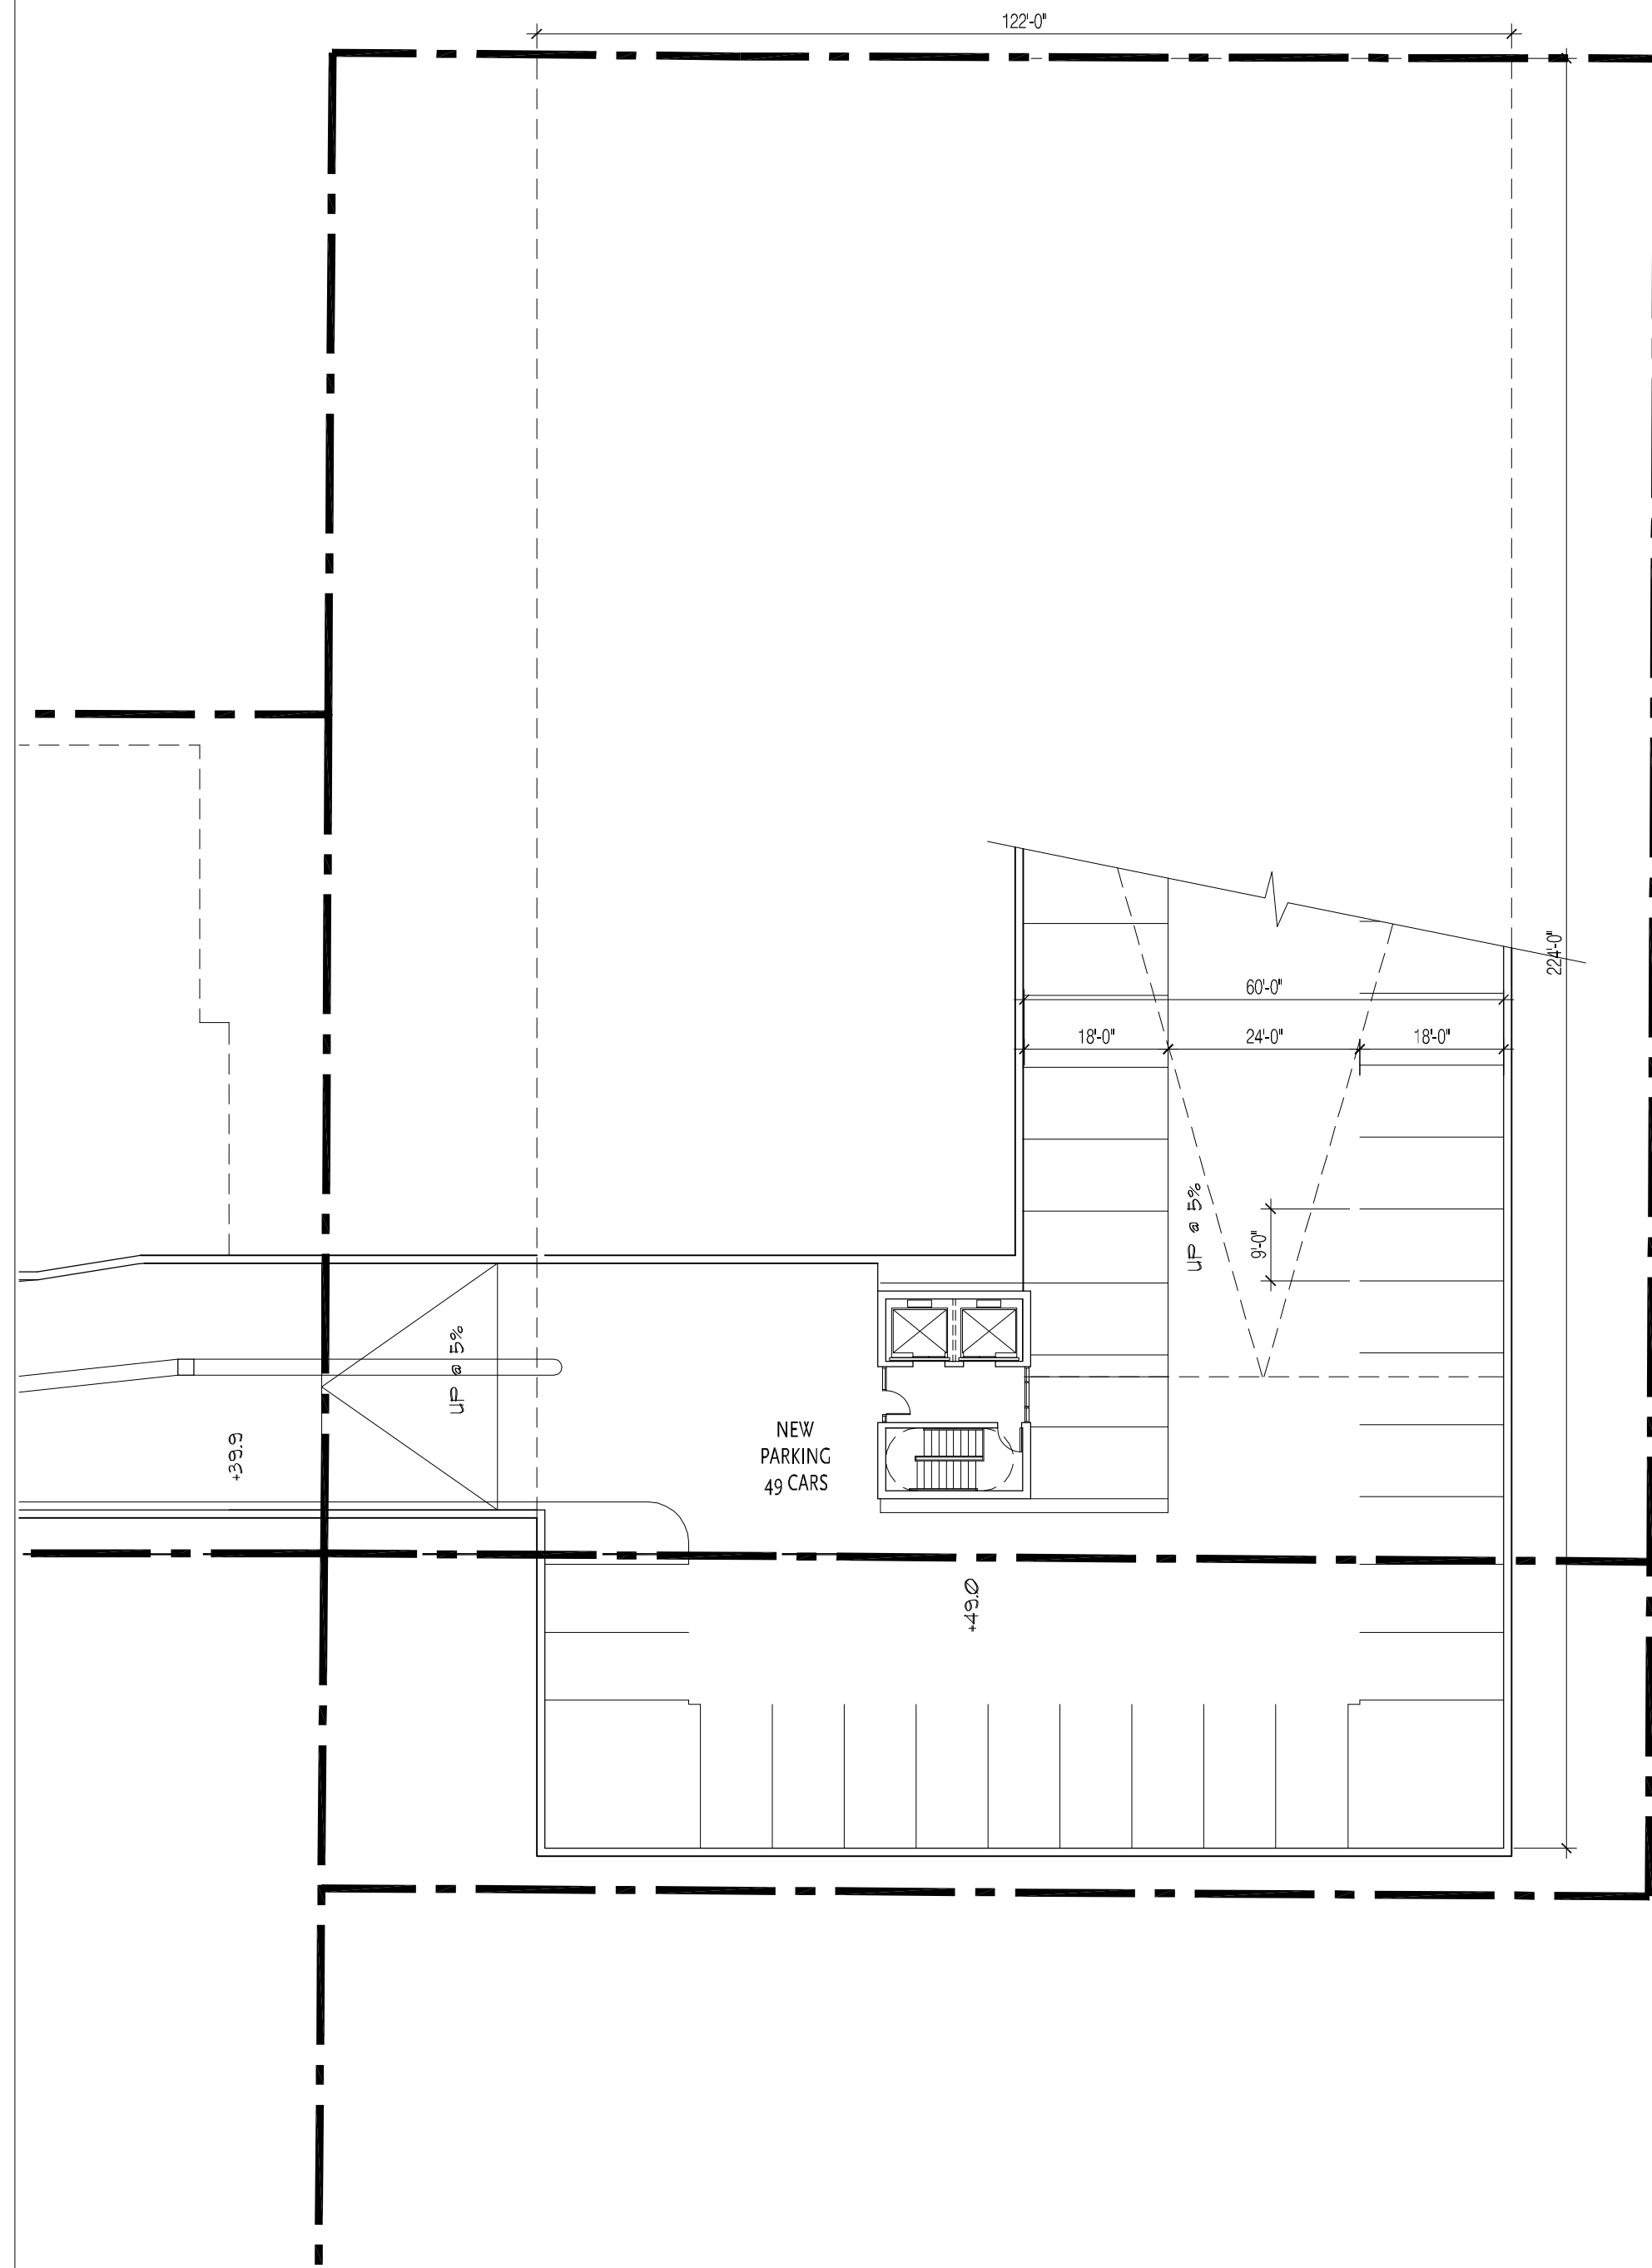 122'-0"
224'-0"
60'-0"
18'-0"
24'-0"
18'-0"
UP @ 5%
9'-0"
UP @ 5%
+39.9
NEW
PARKING
49 CARS
+49.0